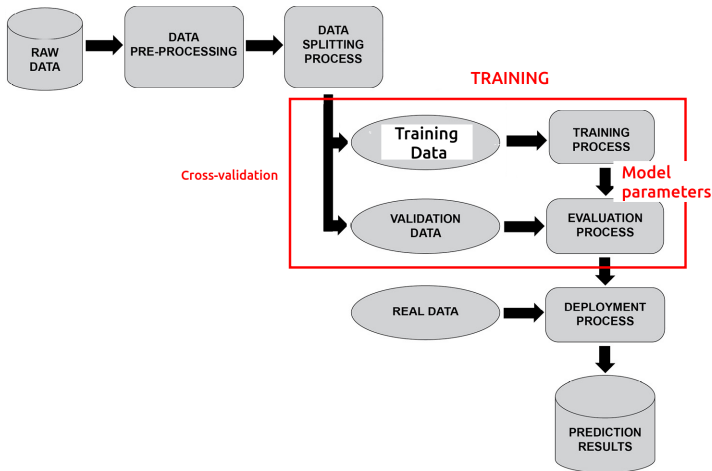 RAW
DATA
DATA
PRE-PROCESSING
DATA
SPLITTING
PROCESS
TRAINING
Training
Data
TRAINING
PROCESS
Cross-validation
Model
parameters
VALIDATION
DATA
EVALUATION
PROCESS
REAL DATA
DEPLOYMENT
PROCESS
PREDICTION
RESULTS